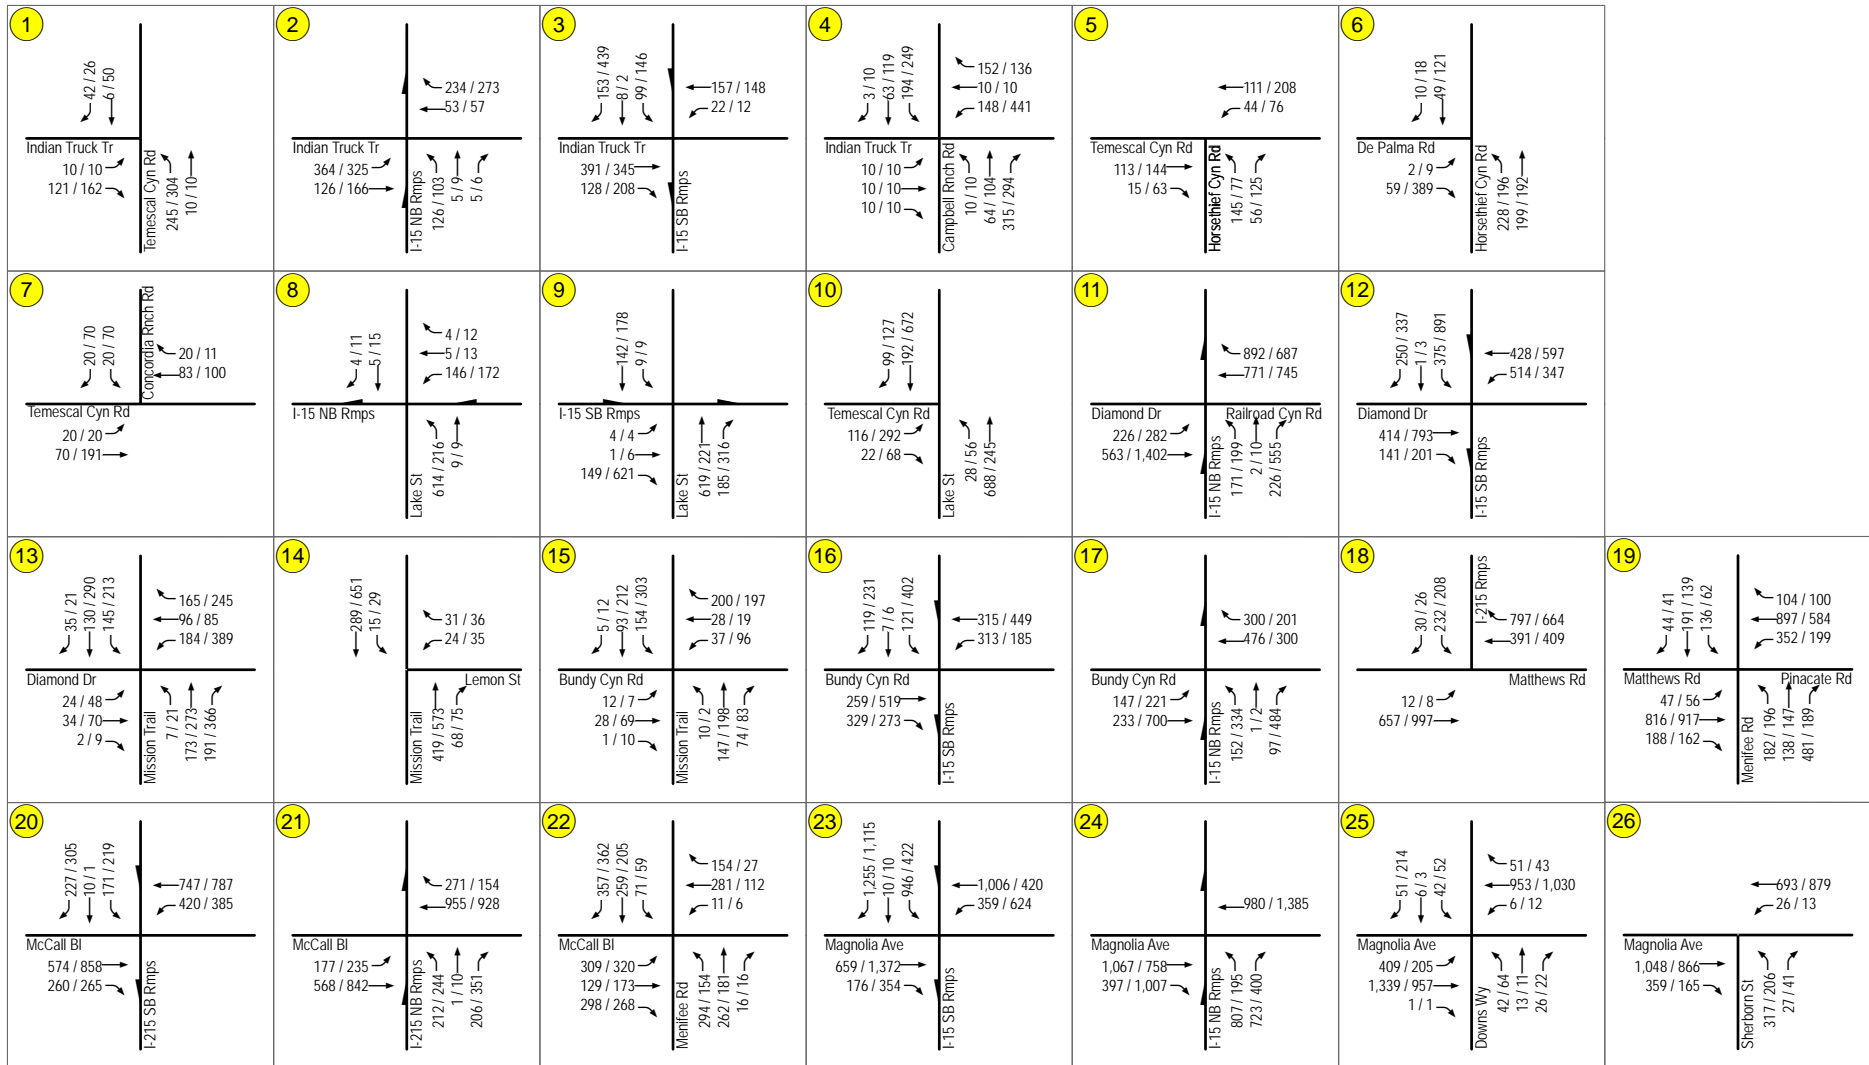 1
42 / 26
6 / 50
Indian Truck Tr
10 / 10
121 / 162
Temescal Cyn Rd
245 / 304
10 / 10
2
234 / 273
53 / 57
Indian Truck Tr
364 / 325
126 / 166
I-15 NB Rmps
126 / 103
5 / 9
5 / 6
3
153 / 439
8 / 2
99 / 146
157 / 148
22 / 12
Indian Truck Tr
391 / 345
128 / 208
I-15 SB Rmps
4
3 / 10
63 / 119
194 / 249
152 / 136
10 / 10
148 / 441
Indian Truck Tr
10 / 10
10 / 10
10 / 10
Campbell Rnch Rd
10 / 10
64 / 104
315 / 294
5
111 / 208
44 / 76
Temescal Cyn Rd
113 / 144
15 / 63
Horsethief Cyn Rd
145 / 77
56 / 125
6
10 / 18
49 / 121
De Palma Rd
2 / 9
59 / 389
Horsethief Cyn Rd
228 / 196
199 / 192
7
20 / 70
20 / 70
Concordia Rnch Rd
20 / 11
83 / 100
Temescal Cyn Rd
20 / 20
70 / 191
8
4 / 11
5 / 15
4 / 12
5 / 13
146 / 172
I-15 NB Rmps
Lake St
614 / 216
9 / 9
9
142 / 178
9 / 9
I-15 SB Rmps
4 / 4
1 / 6
149 / 621
Lake St
619 / 221
185 / 316
10
99 / 127
192 / 672
Temescal Cyn Rd
116 / 292
22 / 68
Lake St
28 / 56
688 / 245
11
892 / 687
771 / 745
Diamond Dr
Railroad Cyn Rd
226 / 282
563 / 1,402
I-15 NB Rmps
171 / 199
2 / 10
226 / 555
12
250 / 337
1 / 3
375 / 891
428 / 597
514 / 347
Diamond Dr
414 / 793
141 / 201
I-15 SB Rmps
13
35 / 21
130 / 290
145 / 213
165 / 245
96 / 85
184 / 389
Diamond Dr
24 / 48
34 / 70
2 / 9
Mission Trail
7 / 21
173 / 273
191 / 366
14
289 / 651
15 / 29
31 / 36
24 / 35
Lemon St
Mission Trail
419 / 573
68 / 75
15
5 / 12
93 / 212
154 / 303
200 / 197
28 / 19
37 / 96
Bundy Cyn Rd
12 / 7
28 / 69
1 / 10
Mission Trail
10 / 2
147 / 198
74 / 83
16
119 / 231
7 / 6
121 / 402
315 / 449
313 / 185
Bundy Cyn Rd
259 / 519
329 / 273
I-15 SB Rmps
17
300 / 201
476 / 300
Bundy Cyn Rd
147 / 221
233 / 700
I-15 NB Rmps
152 / 334
1 / 2
97 / 484
18
30 / 26
232 / 208
I-215 Rmps
797 / 664
391 / 409
Matthews Rd
12 / 8
657 / 997
19
44 / 41
191 / 139
136 / 62
104 / 100
897 / 584
352 / 199
Matthews Rd
Pinacate Rd
47 / 56
816 / 917
188 / 162
Menifee Rd
182 / 196
138 / 147
481 / 189
20
227 / 305
10 / 1
171 / 219
747 / 787
420 / 385
McCall Bl
574 / 858
260 / 265
I-215 SB Rmps
21
271 / 154
955 / 928
McCall Bl
177 / 235
568 / 842
I-215 NB Rmps
212 / 244
1 / 10
206 / 351
22
357 / 362
259 / 205
71 / 59
154 / 27
281 / 112
11 / 6
McCall Bl
309 / 320
129 / 173
298 / 268
Menifee Rd
294 / 154
262 / 181
16 / 16
23
1,255 / 1,115
10 / 10
946 / 422
1,006 / 420
359 / 624
Magnolia Ave
659 / 1,372
176 / 354
I-15 SB Rmps
24
980 / 1,385
Magnolia Ave
1,067 / 758
397 / 1,007
I-15 NB Rmps
807 / 195
723 / 400
25
51 / 214
6 / 3
42 / 52
51 / 43
953 / 1,030
6 / 12
Magnolia Ave
409 / 205
1,339 / 957
1 / 1
Downs Wy
42 / 64
13 / 11
26 / 22
26
693 / 879
26 / 13
Magnolia Ave
1,048 / 866
359 / 165
Sherborn St
317 / 206
27 / 41